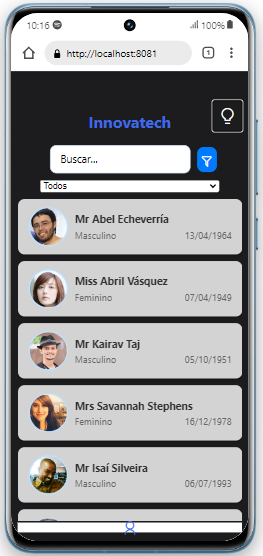 10:16
100%
http://localhost:8081
1
Innovatech
Buscar...
Todos
Mr Abel Echeverría
Masculino 13/04/1964
Miss Abril Vásquez
Feminino 07/04/1949
Mr Kairav Taj
Masculino 05/10/1951
Mrs Savannah Stephens
Feminino 16/12/1978
Mr Isaí Silveira
Masculino 06/07/1993